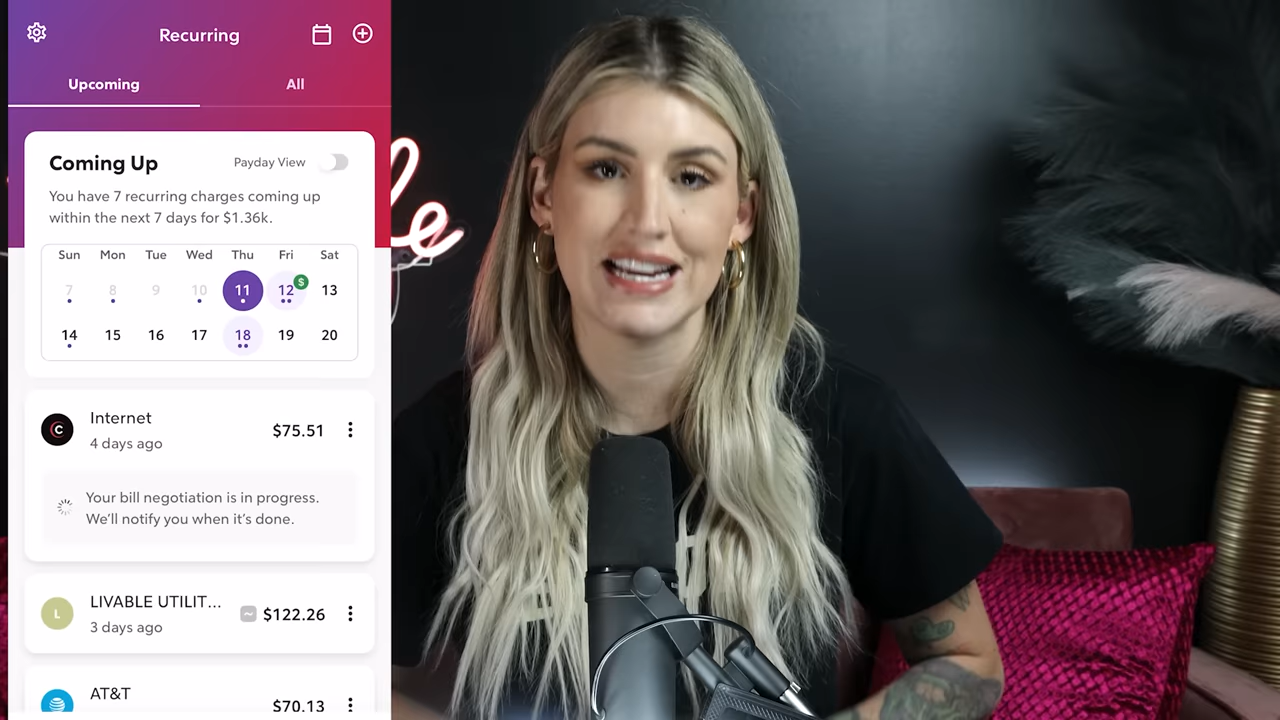 Recurring
Upcoming All
Coming Up Payday View
You have 7 recurring charges coming up
within the next 7 days for $1.36k.
Sun Mon Tue Wed Thu Fri Sat
7 8 9 10 11 12 $ 13
14 15 16 17 18 19 20
Internet
4 days ago
$75.51
C
Your bill negotiation is in progress.
We'll notify you when it's done.
L
LIVABLE UTILIT...
3 days ago
~ $122.26
AT&T
$70.13
le